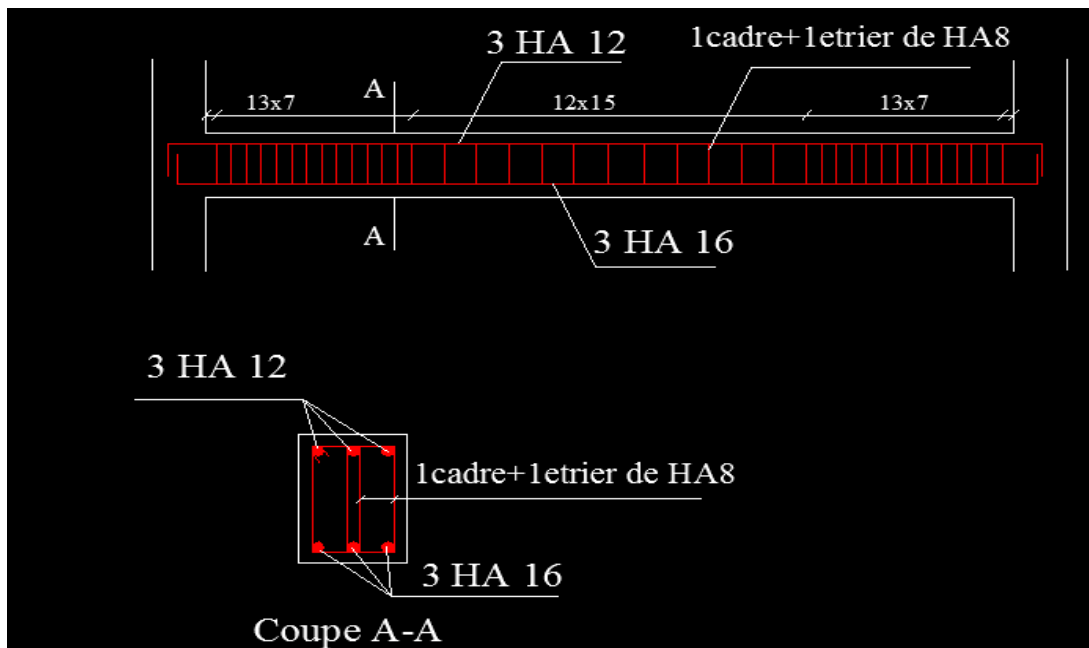 3 HA 12
1cadre+1etrier de HA8
A
13x7
12x15
13x7
A
3 HA 16
3 HA 12
1cadre+1etrier de HA8
3 HA 16
Coupe A-A